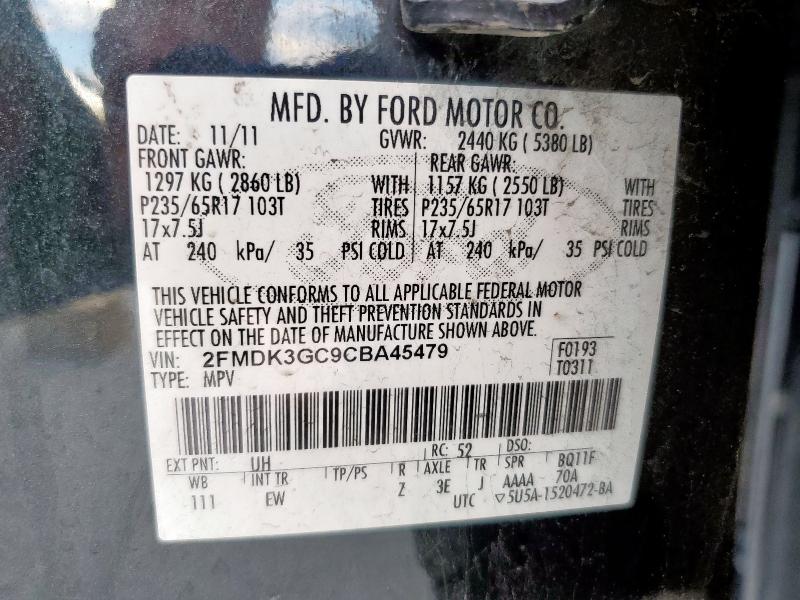 MFD. BY FORD MOTOR CO.
DATE: 11/11 GVWR: 2440 KG ( 5380 LB)
FRONT GAWR: REAR GAWR:
1297 KG ( 2860 LB) WITH 1157 KG ( 2550 LB) WITH
P235/65R17 103T TIRES P235/65R17 103T TIRES
17x7.5J RIMS 17x7.5J RIMS
AT 240 kPa/ 35 PSI COLD AT 240 kPa/ 35 PSI COLD
THIS VEHICLE CONFORMS TO ALL APPLICABLE FEDERAL MOTOR
VEHICLE SAFETY AND THEFT PREVENTION STANDARDS IN
EFFECT ON THE DATE OF MANUFACTURE SHOWN ABOVE.
VIN: 2FMDK3GC9CBA45479 F0193
TYPE: MPV T0311
EXT PNT: UH RC: 52 DSO:
WB INT TR TP/PS R AXLE TR SPR BQ11F
111 EW Z 3E J AAAA 70A
UTC ▽5U5A-1520472-BA